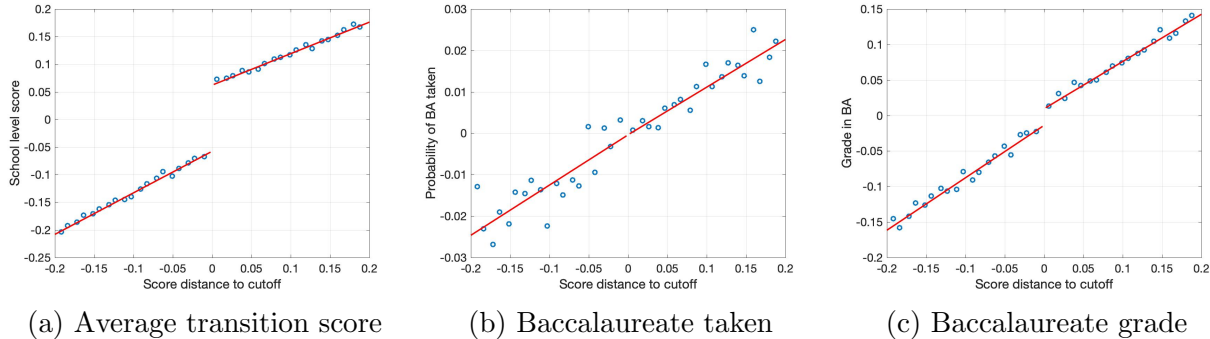 School level score
0.2
0.15
0.1
0.05
0
-0.05
-0.1
-0.15
-0.2
-0.25
-0.2 -0.15 -0.1 -0.05 0 0.05 0.1 0.15 0.2
Score distance to cutoff
(a) Average transition score
Probability of BA taken
0.03
0.02
0.01
0
-0.01
-0.02
-0.03
-0.2 -0.15 -0.1 -0.05 0 0.05 0.1 0.15 0.2
Score distance to cutoff
(b) Baccalaureate taken
Grade in BA
0.15
0.1
0.05
0
-0.05
-0.1
-0.15
-0.2
-0.2 -0.15 -0.1 -0.05 0 0.05 0.1 0.15 0.2
Score distance to cutoff
(c) Baccalaureate grade